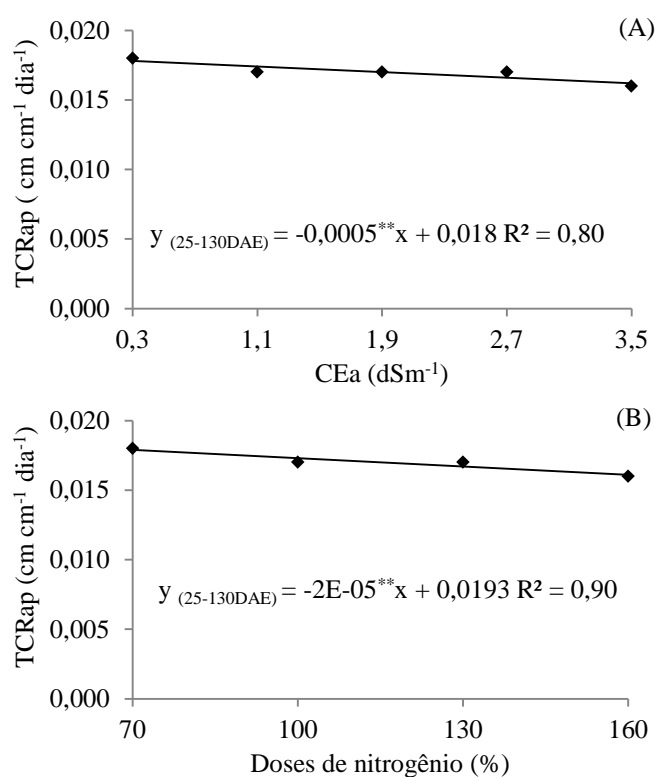 (A)
TCRap ( cm cm⁻¹ dia⁻¹)
0,020
0,015
0,010
0,005
0,000
y (25-130DAE) = -0,0005**x + 0,018 R² = 0,80
0,3 1,1 1,9 2,7 3,5
CEa (dSm⁻¹)
(B)
TCRap (cm cm⁻¹ dia⁻¹)
0,020
0,015
0,010
0,005
0,000
y (25-130DAE) = -2E-05**x + 0,0193 R² = 0,90
70 100 130 160
Doses de nitrogênio (%)